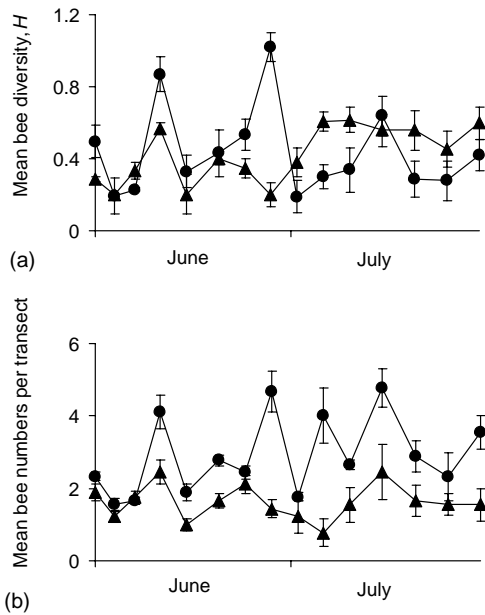 Mean bee diversity, H
1.2
0.8
0.4
0
(a)
June
July
Mean bee numbers per transect
6
4
2
0
(b)
June
July